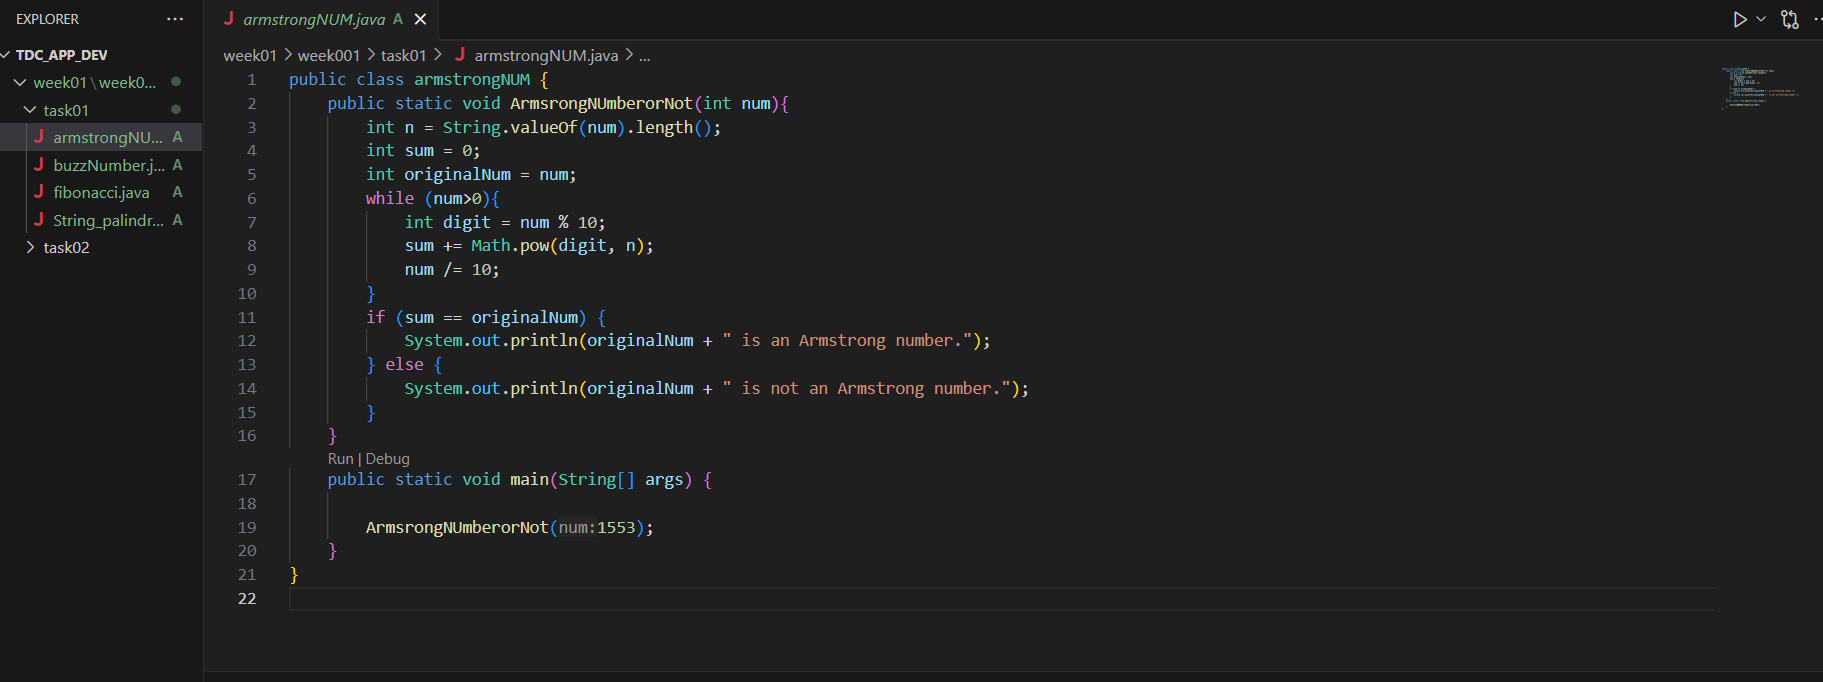 EXPLORER ...
TDC_APP_DEV
week01\week0...
task01
armstrongNU... A
buzzNumber.j... A
fibonacci.java A
String_palindr... A
task02
J armstrongNUM.java A
week01 > week001 > task01 > J armstrongNUM.java > ...
1 public class armstrongNUM {
2 public static void ArmsrongNUmberorNot(int num){
3 int n = String.valueOf(num).length();
4 int sum = 0;
5 int originalNum = num;
6 while (num>0){
7 int digit = num % 10;
8 sum += Math.pow(digit, n);
9 num /= 10;
10 }
11 if (sum == originalNum) {
12 System.out.println(originalNum + " is an Armstrong number.");
13 } else {
14 System.out.println(originalNum + " is not an Armstrong number.");
15 }
16 }
Run | Debug
17 public static void main(String[] args) {
18
19 ArmsrongNUmberorNot(num:1553);
20 }
21 }
22